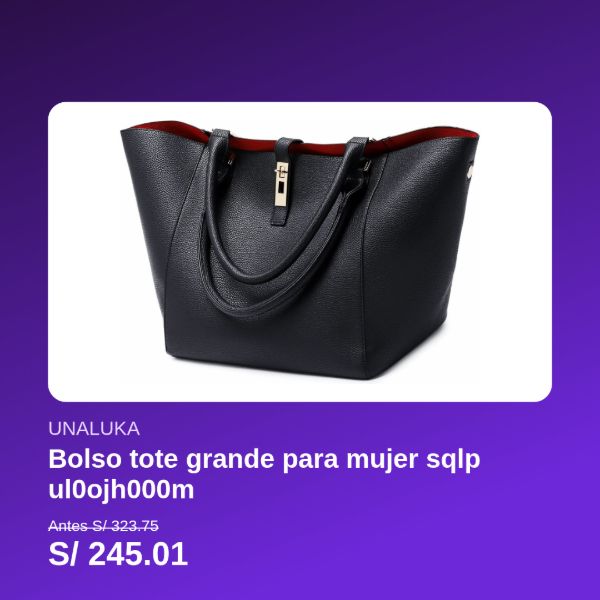 UNALUKA
Bolso tote grande para mujer sqlp
ul0ojh000m
Antes S/ 323.75
S/ 245.01